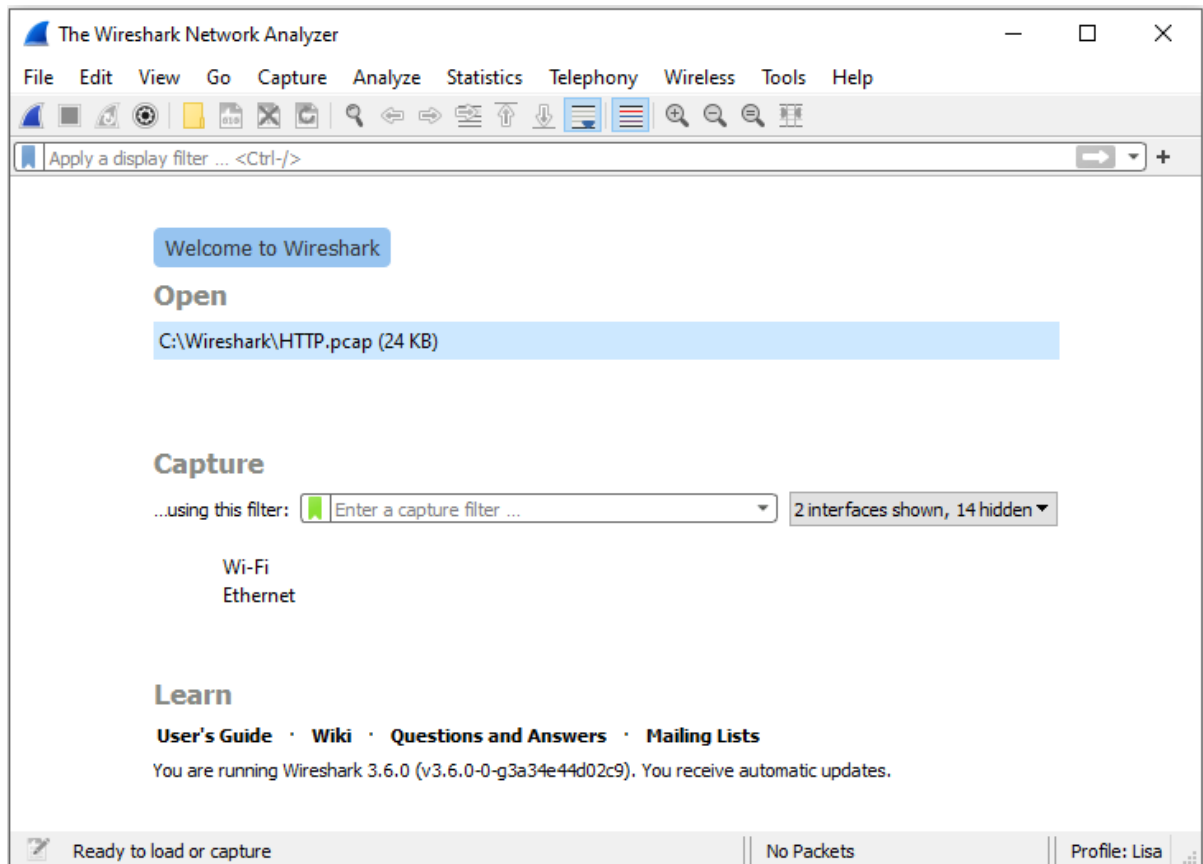 The Wireshark Network Analyzer
File Edit View Go Capture Analyze Statistics Telephony Wireless Tools Help
Apply a display filter ... <Ctrl-/>
+
Welcome to Wireshark
Open
C:\Wireshark\HTTP.pcap (24 KB)
Capture
...using this filter: Enter a capture filter ... 2 interfaces shown, 14 hidden
Wi-Fi
Ethernet
Learn
User's Guide · Wiki · Questions and Answers · Mailing Lists
You are running Wireshark 3.6.0 (v3.6.0-0-g3a34e44d02c9). You receive automatic updates.
Ready to load or capture No Packets Profile: Lisa